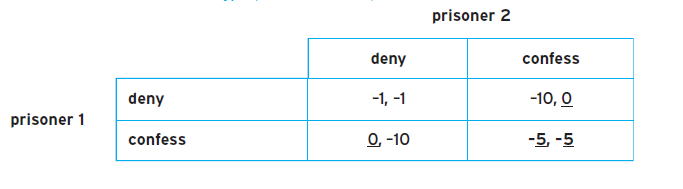 prisoner 2
deny confess
deny -1, -1 -10, 0
prisoner 1
confess 0, -10 -5, -5